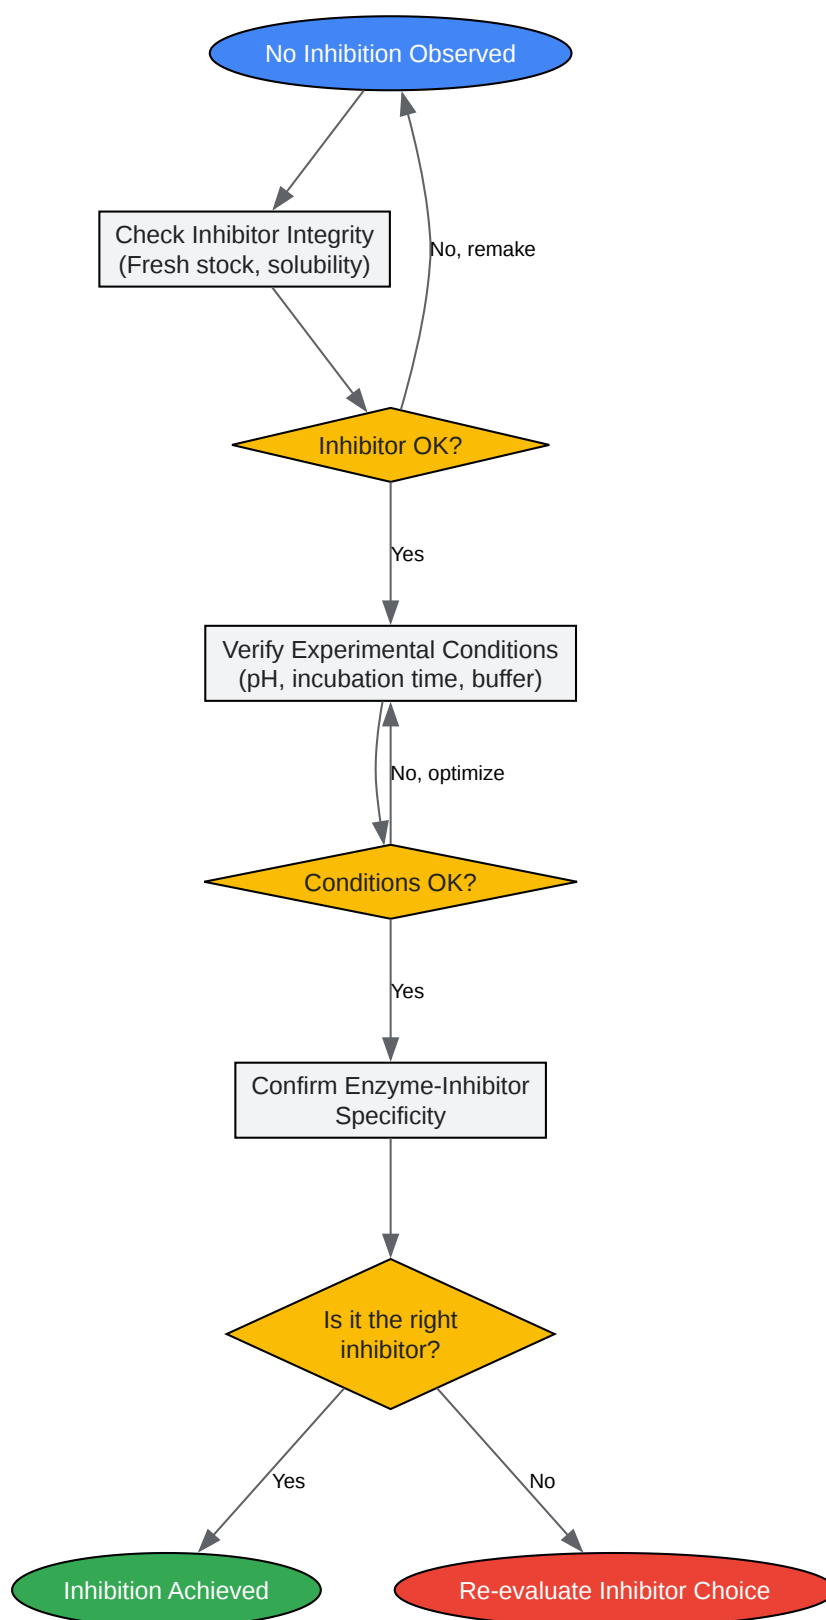 No Inhibition Observed
Check Inhibitor Integrity
(Fresh stock, solubility)
No, remake
Inhibitor OK?
Yes
Verify Experimental Conditions
(pH, incubation time, buffer)
No, optimize
Conditions OK?
Yes
Confirm Enzyme-Inhibitor
Specificity
Is it the right
inhibitor?
Yes
No
Inhibition Achieved
Re-evaluate Inhibitor Choice